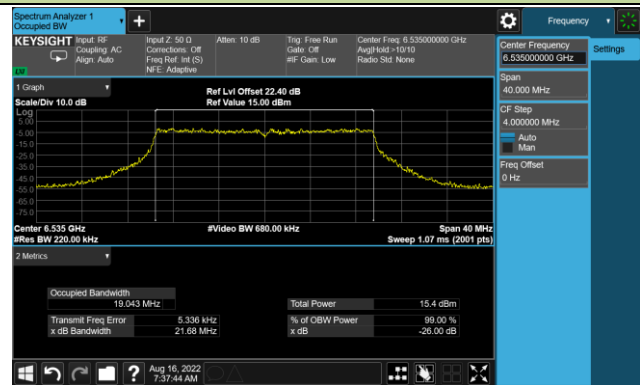 Spectrum Analyzer 1
Occupied BW
+
Frequency
KEYSIGHT
Input: RF
Coupling: AC
Align: Auto
Input Z: 50 Ω
Corrections: Off
Freq Ref: Int (S)
NFE: Adaptive
Atten: 10 dB
Trig: Free Run
Gate: Off
#IF Gain: Low
Center Freq: 6.535000000 GHz
Avg|Hold:>10/10
Radio Std: None
LV
Center Frequency
6.535000000 GHz
Settings
Span
40.000 MHz
CF Step
4.000000 MHz
Auto
Man
Freq Offset
0 Hz
1 Graph
Scale/Div 10.0 dB
Ref Lvl Offset 22.40 dB
Ref Value 15.00 dBm
Log
5.00
-5.00
-15.0
-25.0
-35.0
-45.0
-55.0
-65.0
-75.0
Center 6.535 GHz
#Res BW 220.00 kHz
#Video BW 680.00 kHz
Span 40 MHz
Sweep 1.07 ms (2001 pts)
2 Metrics
Occupied Bandwidth
19.043 MHz
Transmit Freq Error 5.336 kHz
x dB Bandwidth 21.68 MHz
Total Power 15.4 dBm
% of OBW Power 99.00 %
x dB -26.00 dB
?
Aug 16, 2022
7:37:44 AM